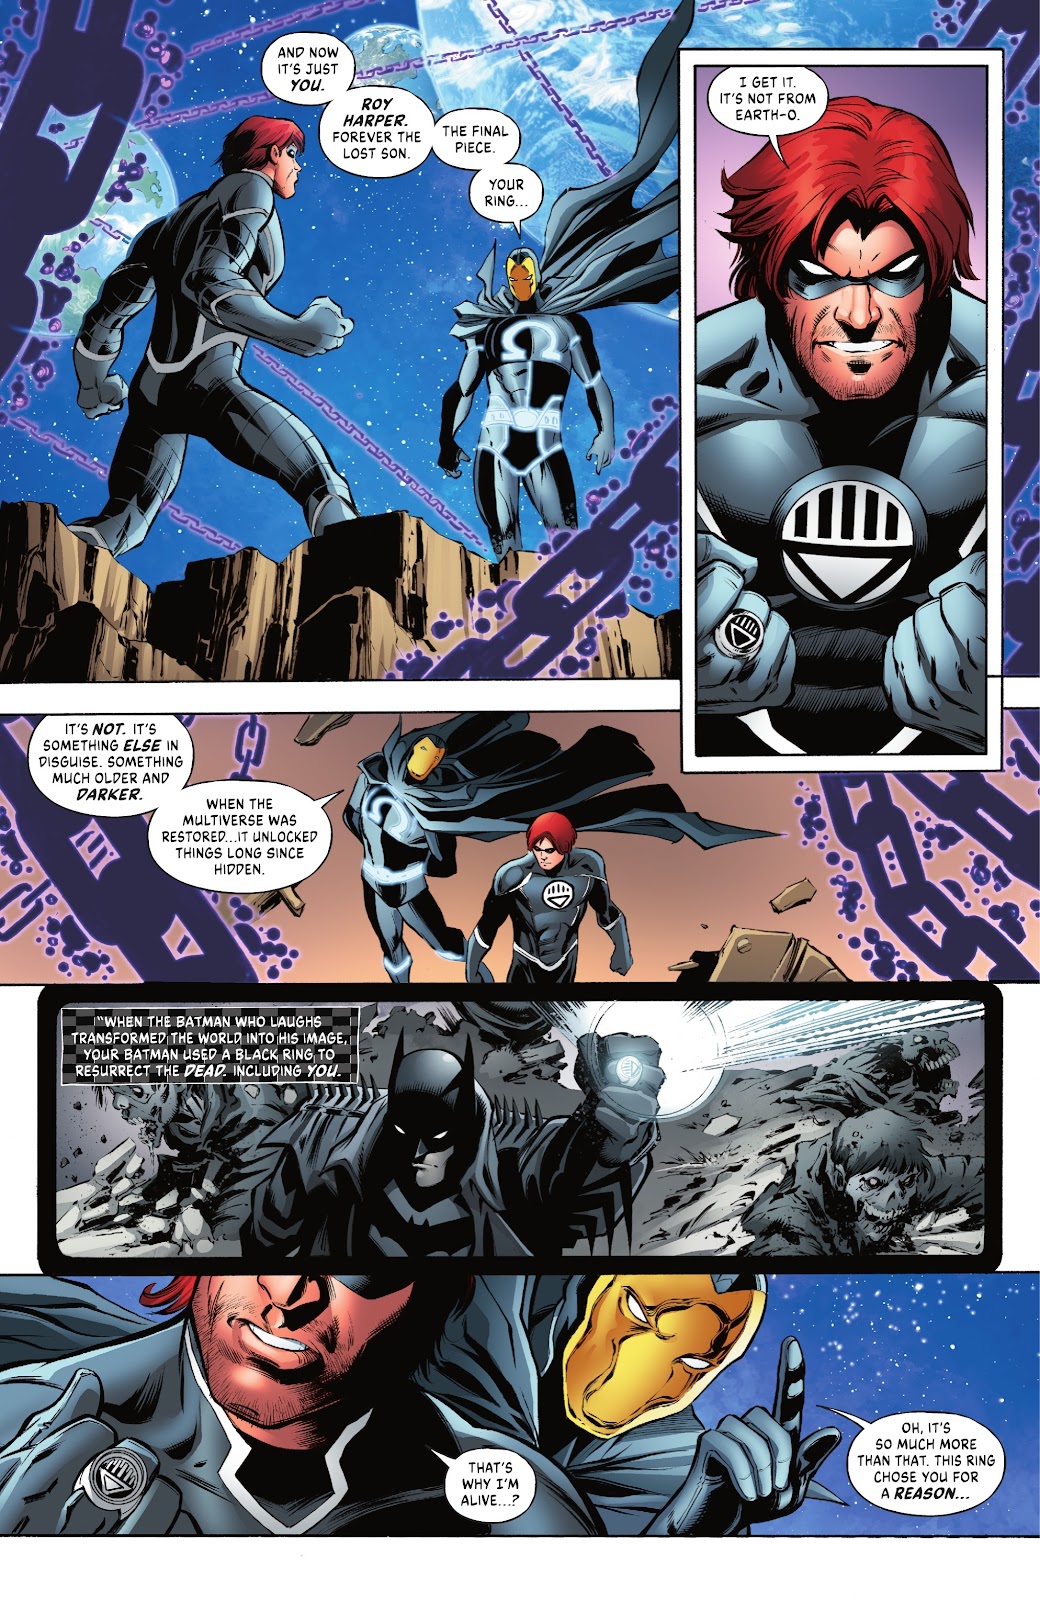 AND NOW
IT'S JUST
YOU.
ROY
HARPER.
FOREVER THE
LOST SON.
THE FINAL
PIECE.
YOUR
RING...
I GET IT.
IT'S NOT FROM
EARTH-0.
IT'S NOT. IT'S
SOMETHING ELSE IN
DISGUISE. SOMETHING
MUCH OLDER AND
DARKER.
WHEN THE
MULTIVERSE WAS
RESTORED...IT UNLOCKED
THINGS LONG SINCE
HIDDEN.
"WHEN THE BATMAN WHO LAUGHS
TRANSFORMED THE WORLD INTO HIS IMAGE,
YOUR BATMAN USED A BLACK RING TO
RESURRECT THE DEAD. INCLUDING YOU.
THAT'S
WHY I'M
ALIVE...?
OH, IT'S
SO MUCH MORE
THAN THAT. THIS RING
CHOSE YOU FOR
A REASON...